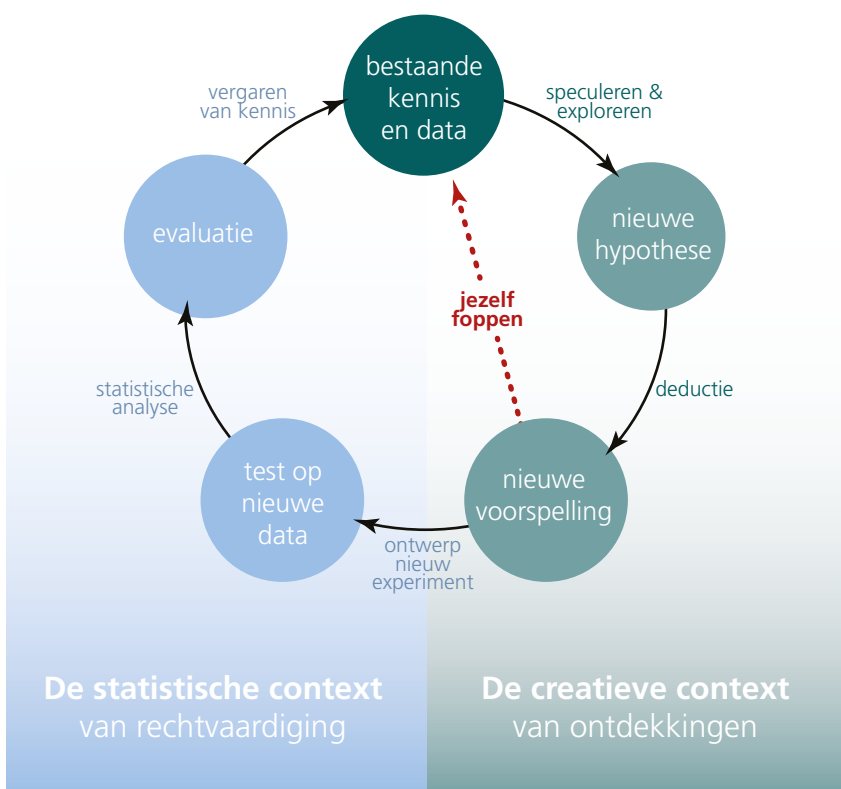 bestaande
kennis
en data
speculeren &
exploreren
nieuwe
hypothese
deductie
nieuwe
voorspelling
jezelf
foppen
ontwerp
nieuw
experiment
test op
nieuwe
data
statistische
analyse
evaluatie
vergaren
van kennis
De statistische context
van rechtvaardiging
De creatieve context
van ontdekkingen